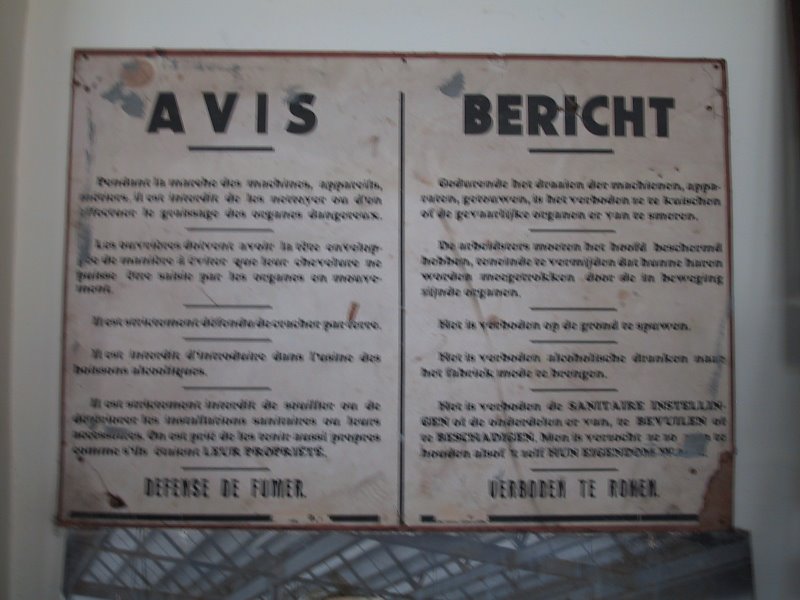 AVIS
Pendant la marche des machines, appareils,
métiers, il est interdit de les nettoyer ou d'en
effectuer le graissage des organes dangereux.
Les ouvrières doivent avoir la tête envelop-
pée de manière à éviter que leur chevelure ne
puisse être saisie par les organes en mouve-
ment.
Il est strictement défendu de cracher par terre.
Il est interdit d'introduire dans l'usine des
boissons alcooliques.
Il est strictement interdit de souiller ou de
dégrader les installations sanitaires ou leurs
accessoires. On est prié de les tenir aussi propres
comme s'ils étaient LEUR PROPRIÉTÉ.
DEFENSE DE FUMER.
BERICHT
Gedurende het draaien der machienen, appa-
raten, getouwen, is het verboden ze te kuischen
of de gevaarlijke organen er van te smeren.
De arbeidsters moeten het hoofd beschermd
hebben, teneinde te vermijden dat hunne haren
worden meegetrokken door de in beweging
zijnde organen.
Het is verboden op de grond te spuwen.
Het is verboden alcoholische dranken naar
het fabriek mede te brengen.
Het is verboden de SANITAIRE INSTELLIN-
GEN of de onderdelen er van, te BEVUILEN of
te BESCHADIGEN. Men is verzocht ze zo te
houden alsof 't zelf HUN EIGENDOM
VERBODEN TE ROKEN.